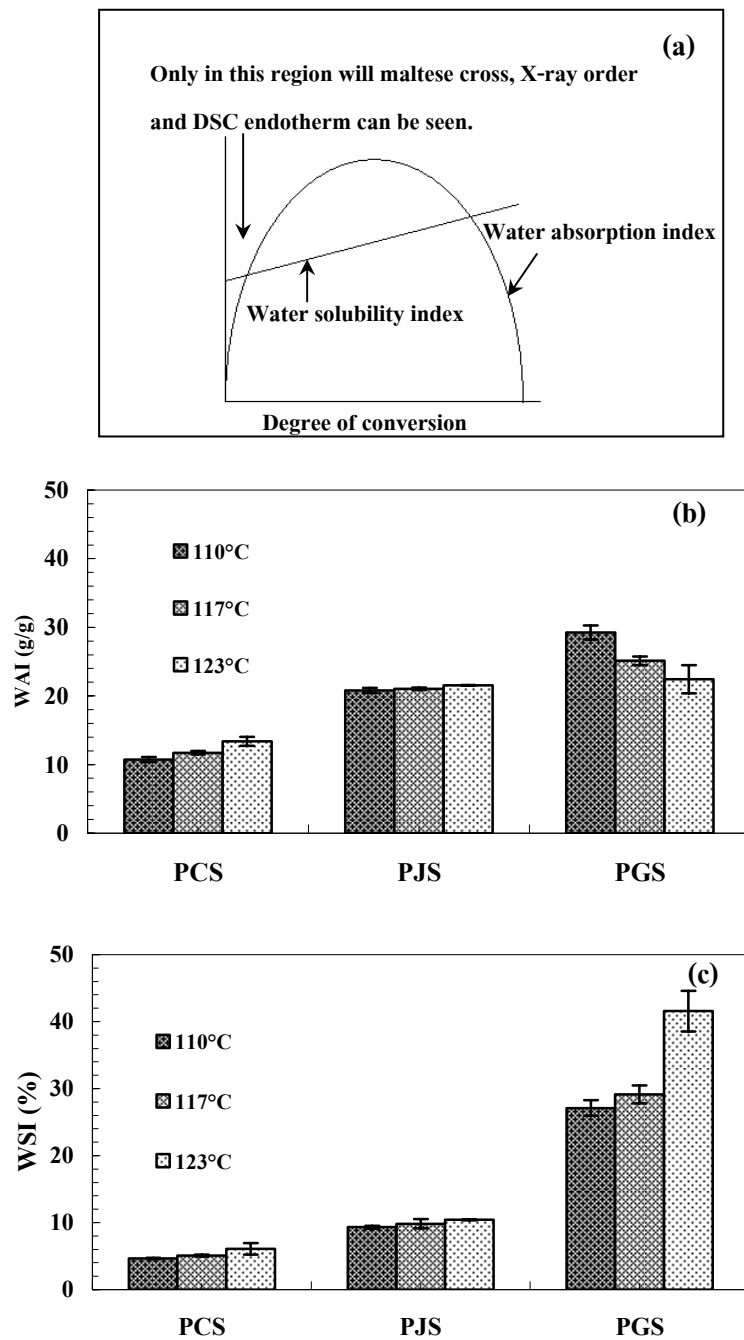 (a)
Only in this region will maltese cross, X-ray order
and DSC endotherm can be seen.
Water absorption index
Water solubility index
Degree of conversion
50
(b)
40
110°C
117°C
30
123°C
WAI (g/g)
20
10
0
PCS PJS PGS
50
(c)
40
110°C
30
117°C
WSI (%)
20
123°C
10
0
PCS PJS PGS